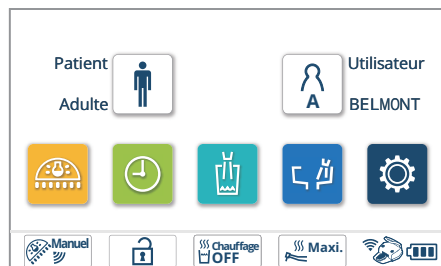 Patient
Adulte
Utilisateur
A BELMONT
Manuel
Chauffage
OFF
Maxi.